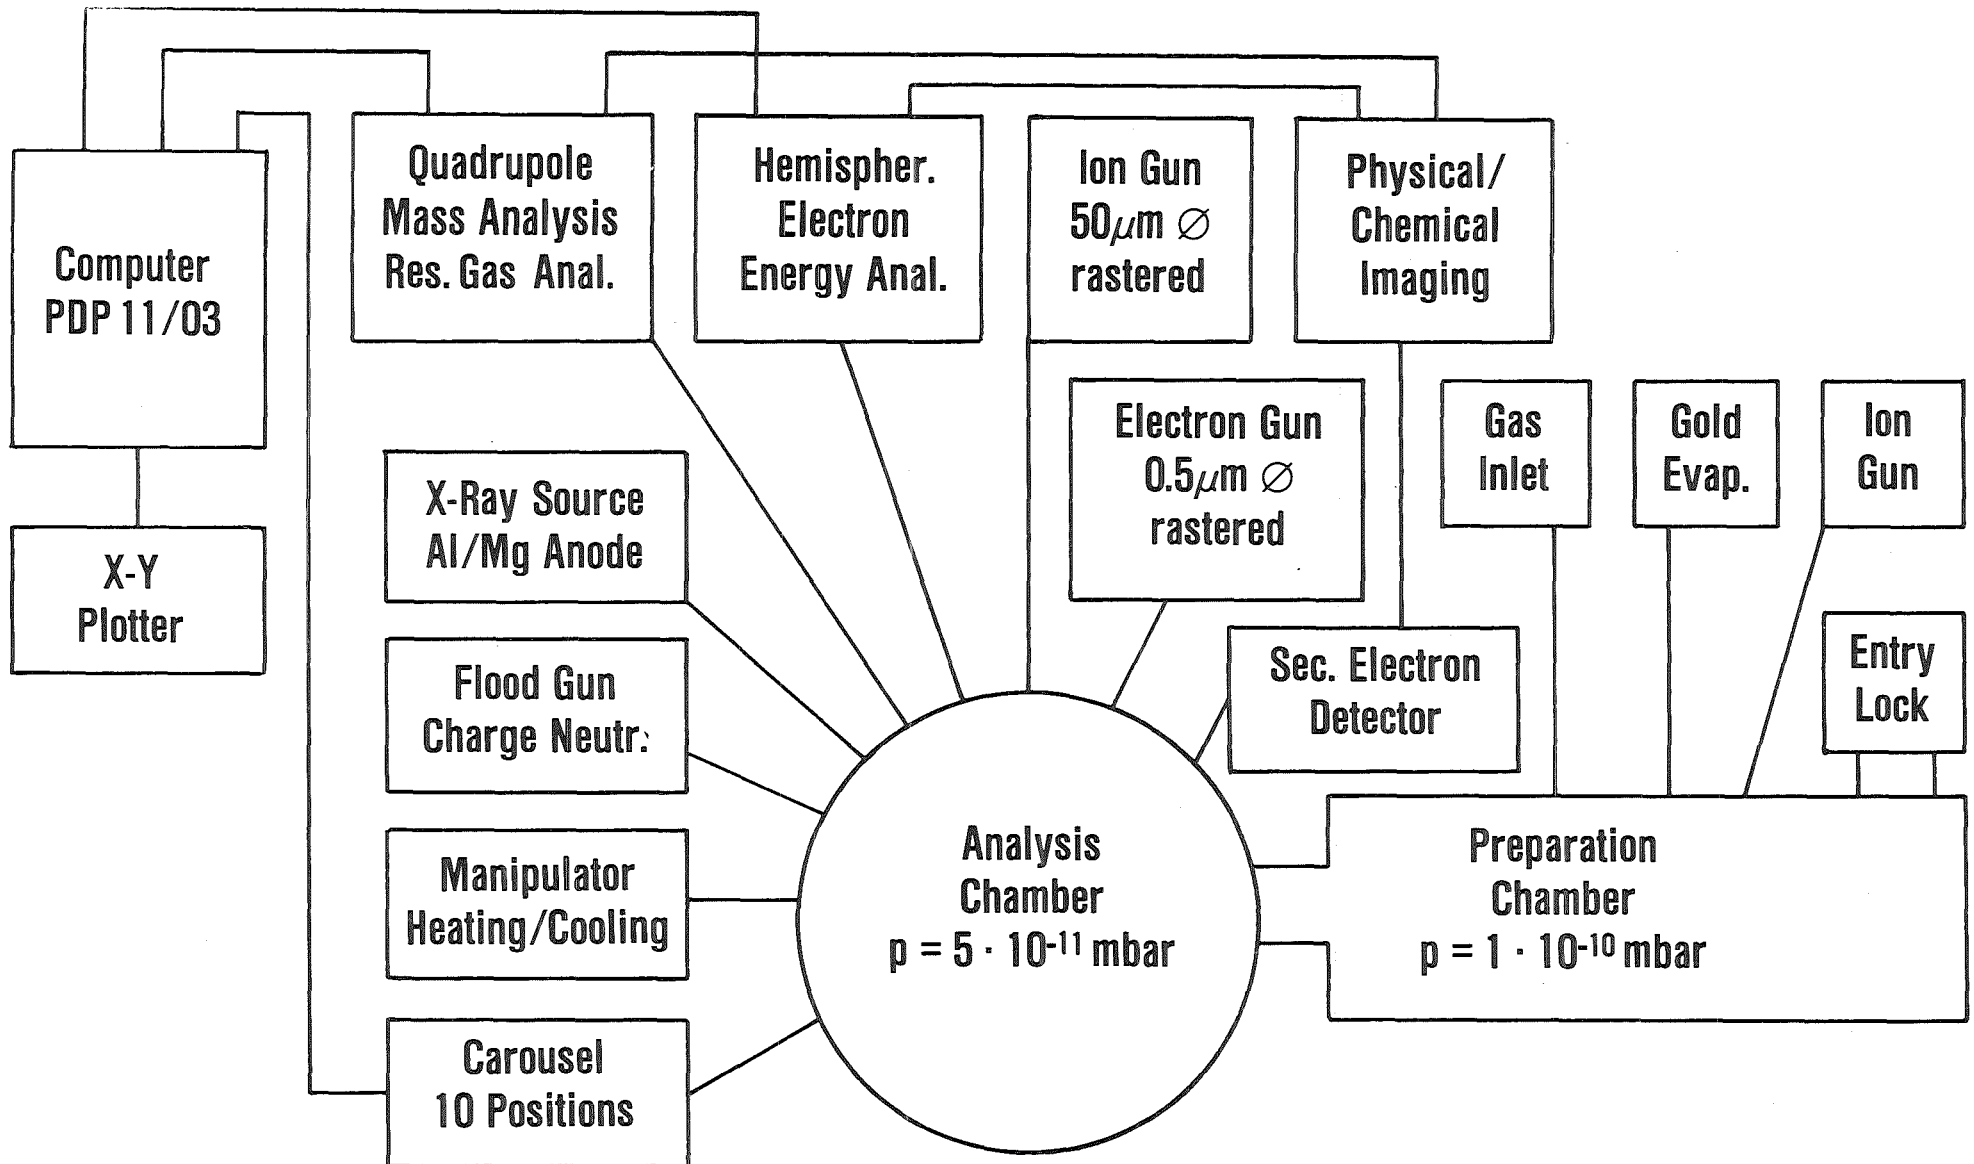 Computer
PDP 11/03
X-Y
Plotter
Quadrupole
Mass Analysis
Res. Gas Anal.
Hemispher.
Electron
Energy Anal.
Ion Gun
50µm ∅
rastered
Physical/
Chemical
Imaging
X-Ray Source
Al/Mg Anode
Flood Gun
Charge Neutr.
Manipulator
Heating/Cooling
Carousel
10 Positions
Electron Gun
0.5µm ∅
rastered
Sec. Electron
Detector
Gas
Inlet
Gold
Evap.
Ion
Gun
Entry
Lock
Analysis
Chamber
p = 5 · 10⁻¹¹ mbar
Preparation
Chamber
p = 1 · 10⁻¹⁰ mbar